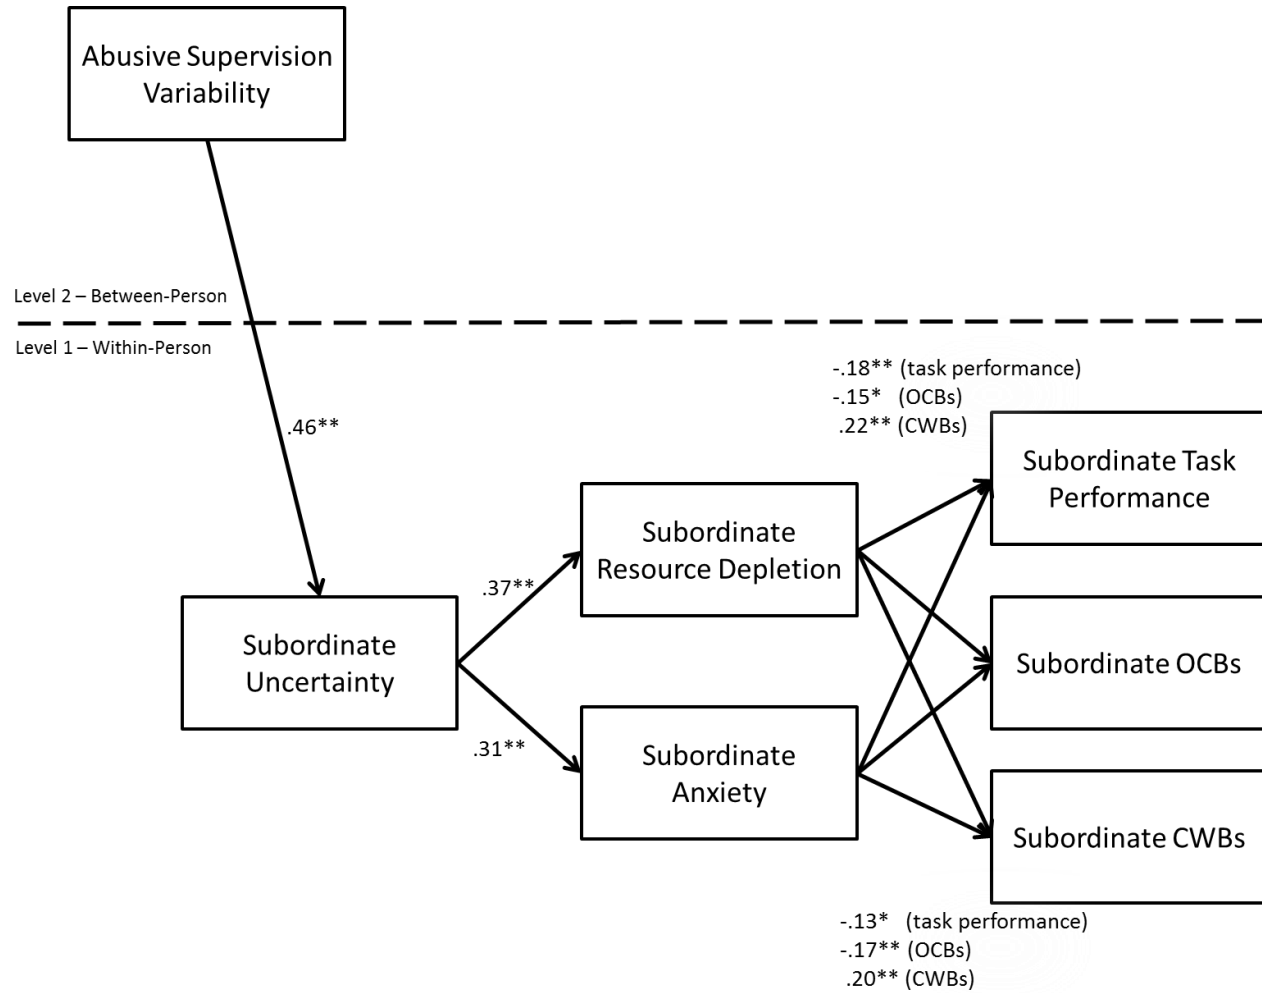 Abusive Supervision
Variability
Level 2 – Between-Person
Level 1 – Within-Person
.46**
-.18** (task performance)
-.15* (OCBs)
.22** (CWBs)
Subordinate Task
Performance
Subordinate
Resource Depletion
.37**
Subordinate
Uncertainty
Subordinate OCBs
.31**
Subordinate
Anxiety
Subordinate CWBs
-.13* (task performance)
-.17** (OCBs)
.20** (CWBs)